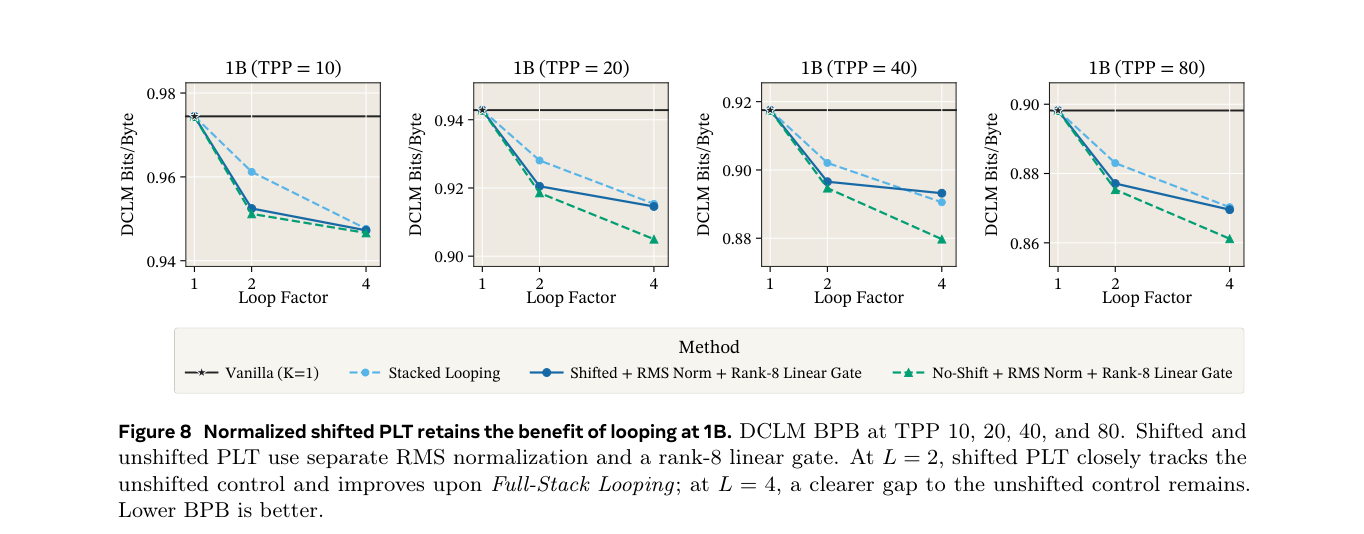 1B (TPP = 10)
0.98
0.96
0.94
DCLM Bits/Byte
1
2
4
Loop Factor
1B (TPP = 20)
0.94
0.92
0.90
DCLM Bits/Byte
1
2
4
Loop Factor
1B (TPP = 40)
0.92
0.90
0.88
DCLM Bits/Byte
1
2
4
Loop Factor
1B (TPP = 80)
0.90
0.88
0.86
DCLM Bits/Byte
1
2
4
Loop Factor
Method
Vanilla (K=1) Stacked Looping Shifted + RMS Norm + Rank-8 Linear Gate No-Shift + RMS Norm + Rank-8 Linear Gate
Figure 8 Normalized shifted PLT retains the benefit of looping at 1B. DCLM BPB at TPP 10, 20, 40, and 80. Shifted and
unshifted PLT use separate RMS normalization and a rank-8 linear gate. At L = 2, shifted PLT closely tracks the
unshifted control and improves upon Full-Stack Looping; at L = 4, a clearer gap to the unshifted control remains.
Lower BPB is better.